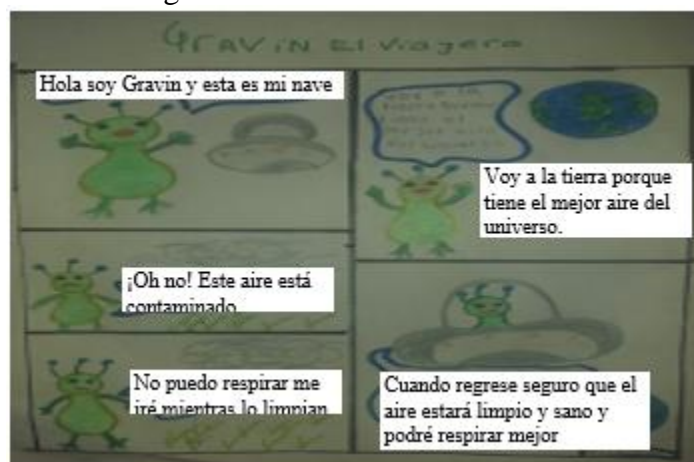 GRAVIN El viajero
Hola soy Gravin y esta es mi nave
Voy a la tierra porque
tiene el mejor aire del
universo.
¡Oh no! Este aire está
contaminado
No puedo respirar me
iré mientras lo limpian
Cuando regrese seguro que el
aire estará limpio y sano y
podré respirar mejor